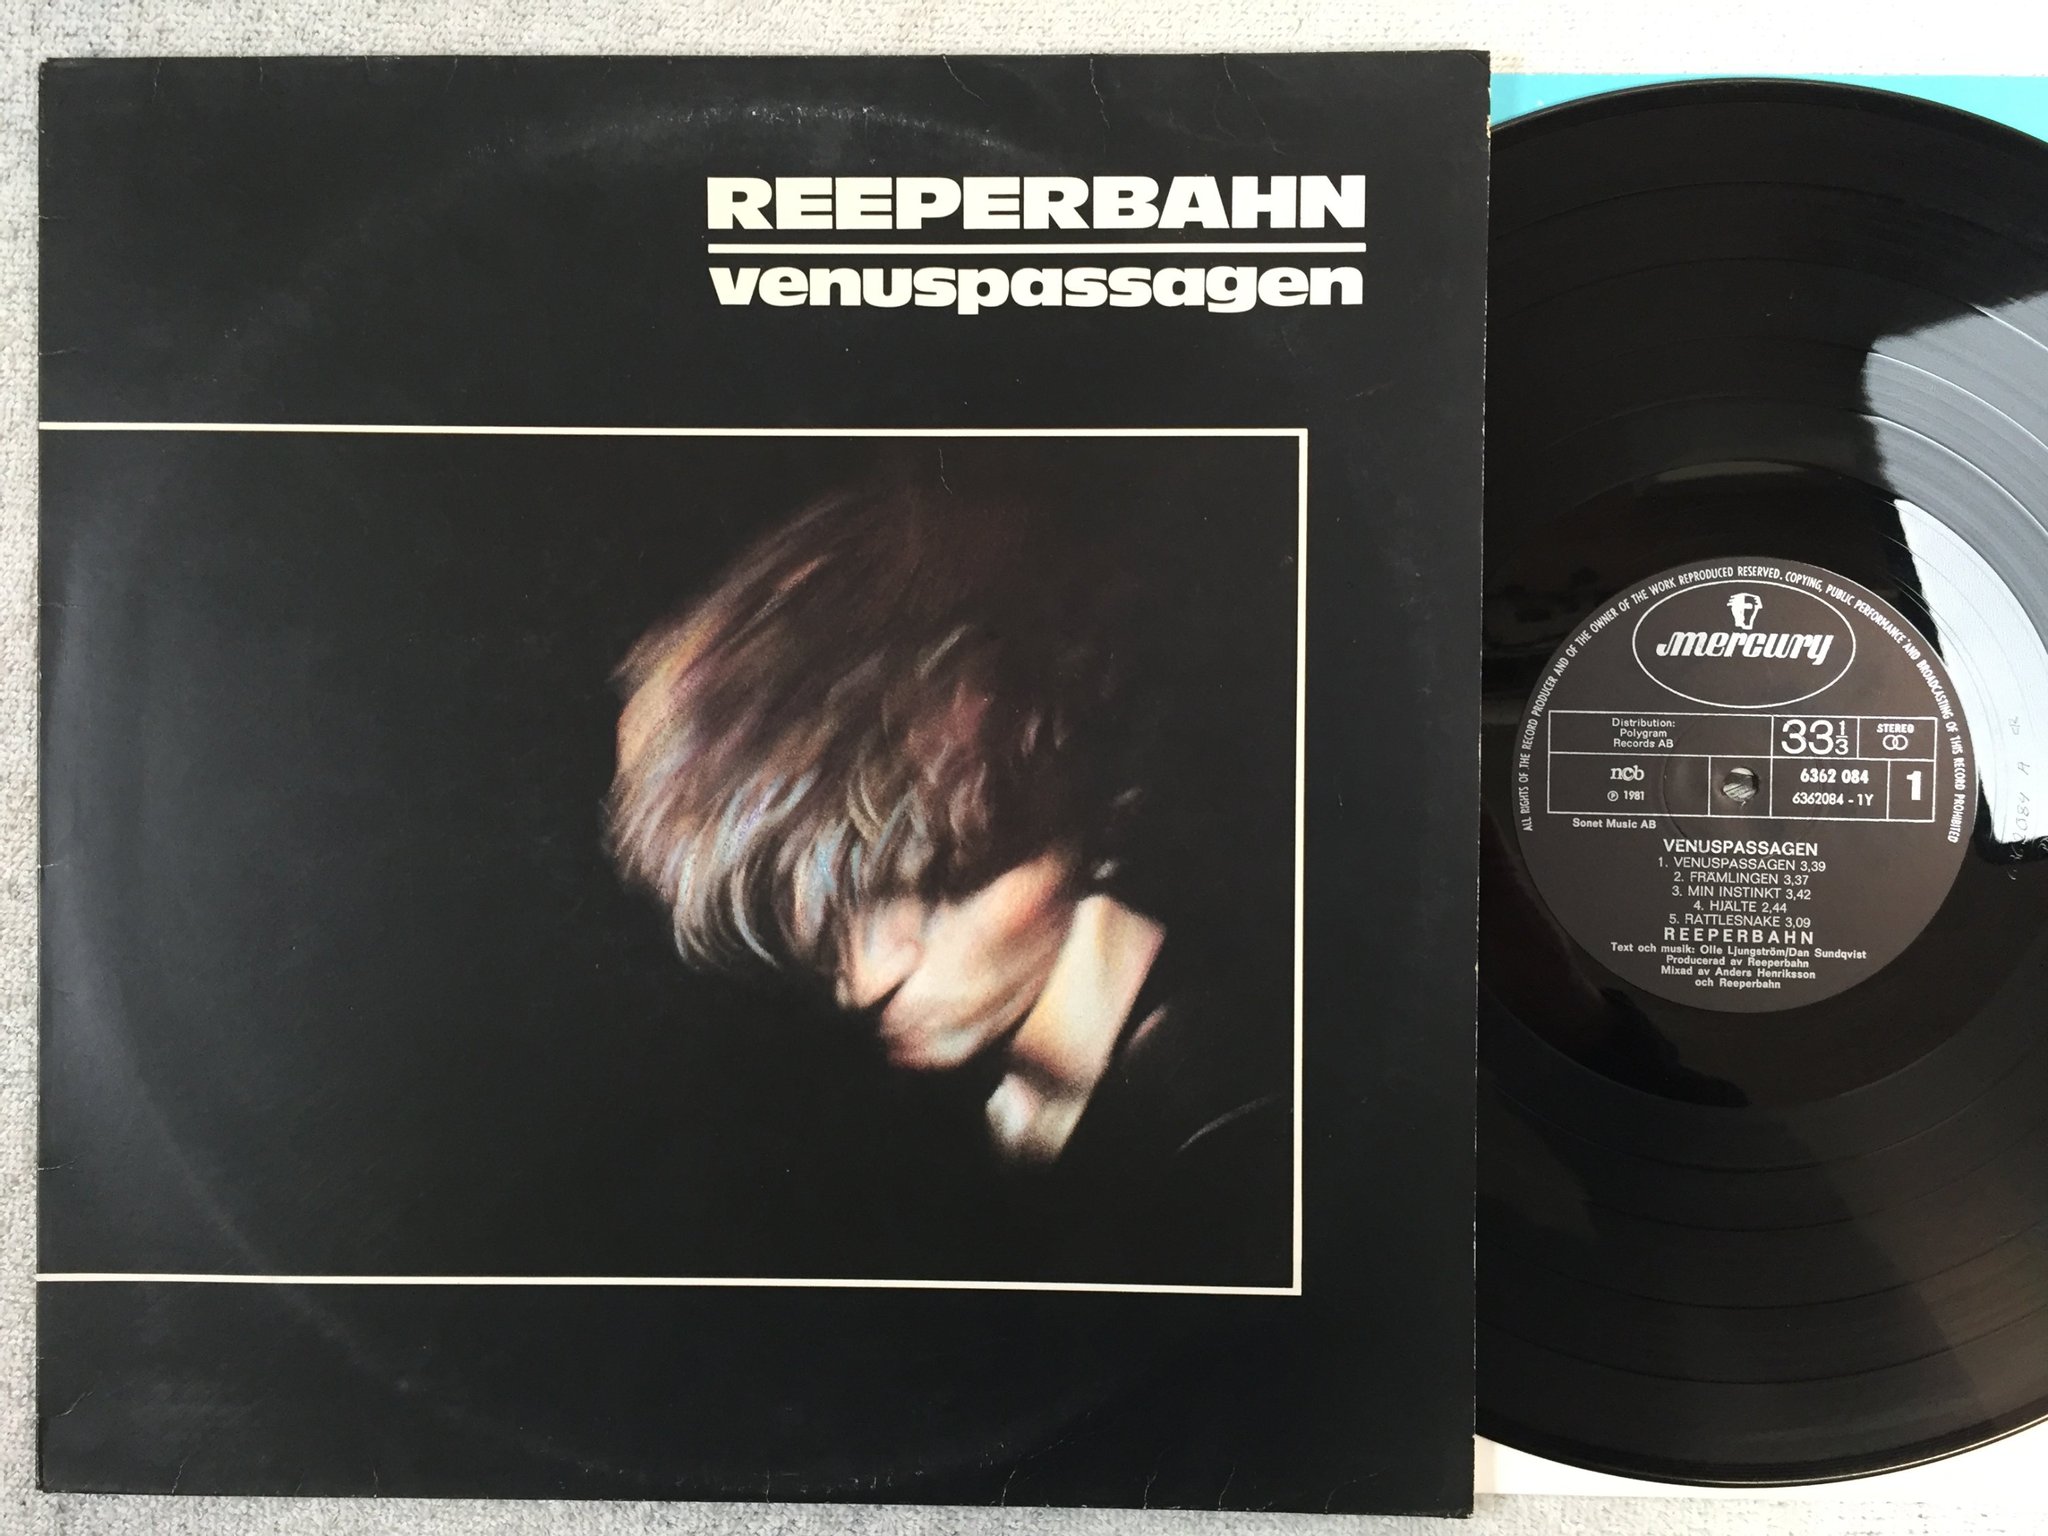 REEPERBAHN
venuspassagen
ALL RIGHTS OF THE RECORD PRODUCER AND OF THE OWNER OF THE WORK REPRODUCED RESERVED. COPYING, PUBLIC PERFORMANCE AND BROADCASTING OF THIS RECORD PROHIBITED
mercury
Distribution:
Polygram
Records AB
33 1/3
STEREO
ncb
℗ 1981
6362 084
6362084 - 1Y
1
Sonet Music AB
VENUSPASSAGEN
1. VENUSPASSAGEN 3,39
2. FRÄMLINGEN 3,37
3. MIN INSTINKT 3,42
4. HJÄLTE 2,44
5. RATTLESNAKE 3,09
REEPERBAHN
Text och musik: Olle Ljungström/Dan Sundqvist
Producerad av Reeperbahn
Mixad av Anders Henriksson
och Reeperbahn